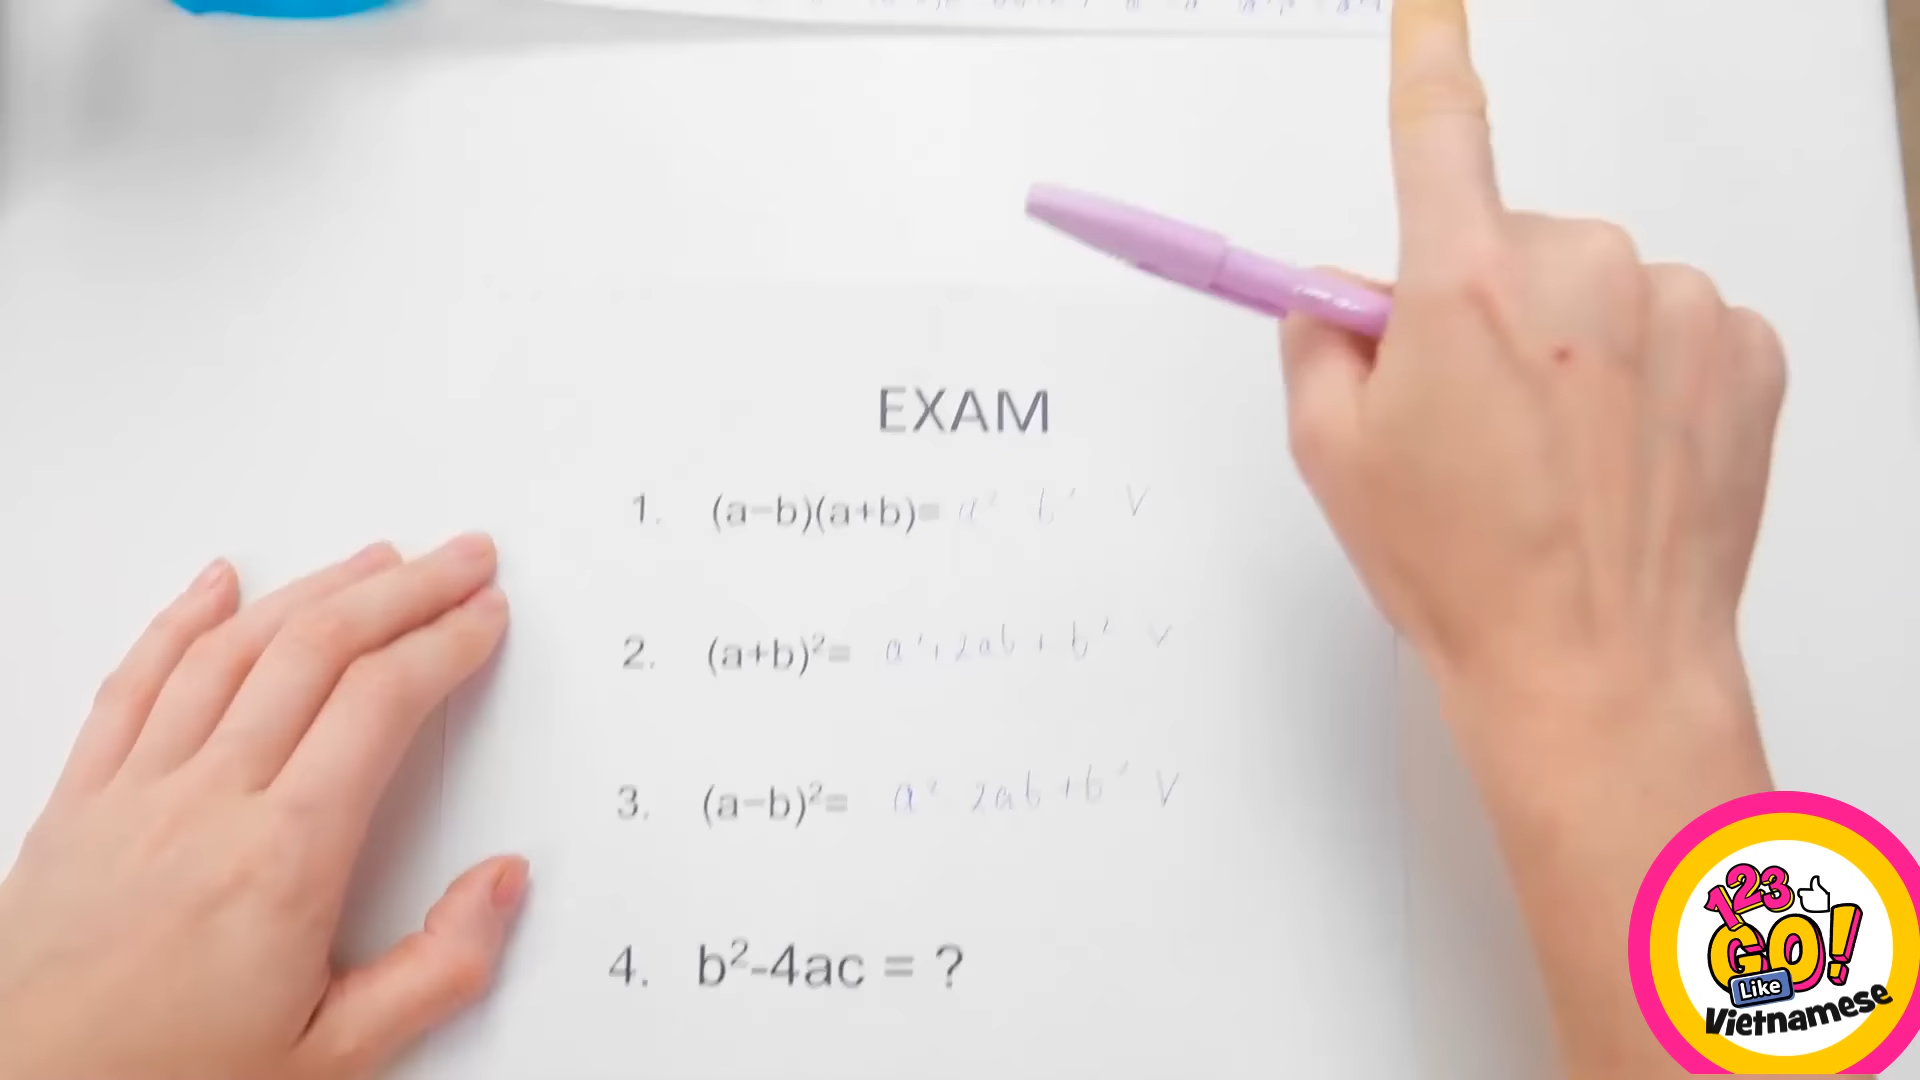 EXAM
1. (a-b)(a+b)= a² b² V
2. (a+b)²= a²+2ab+b² V
3. (a-b)²= a² 2ab+b² V
4. b²-4ac = ?
123
GO!
Like
Vietnamese